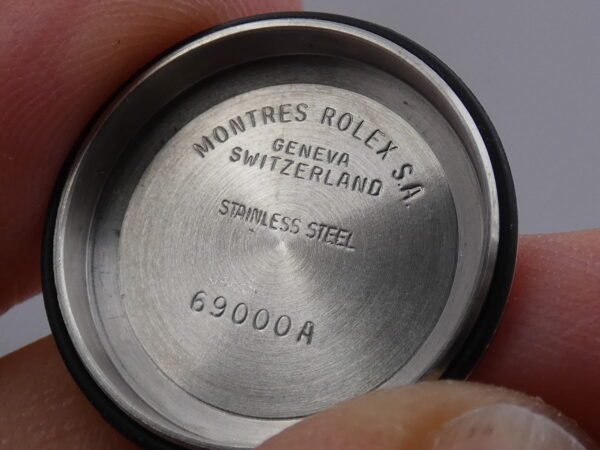 MONTRES ROLEX S.A.
GENEVA
SWITZERLAND
STAINLESS STEEL
69000A